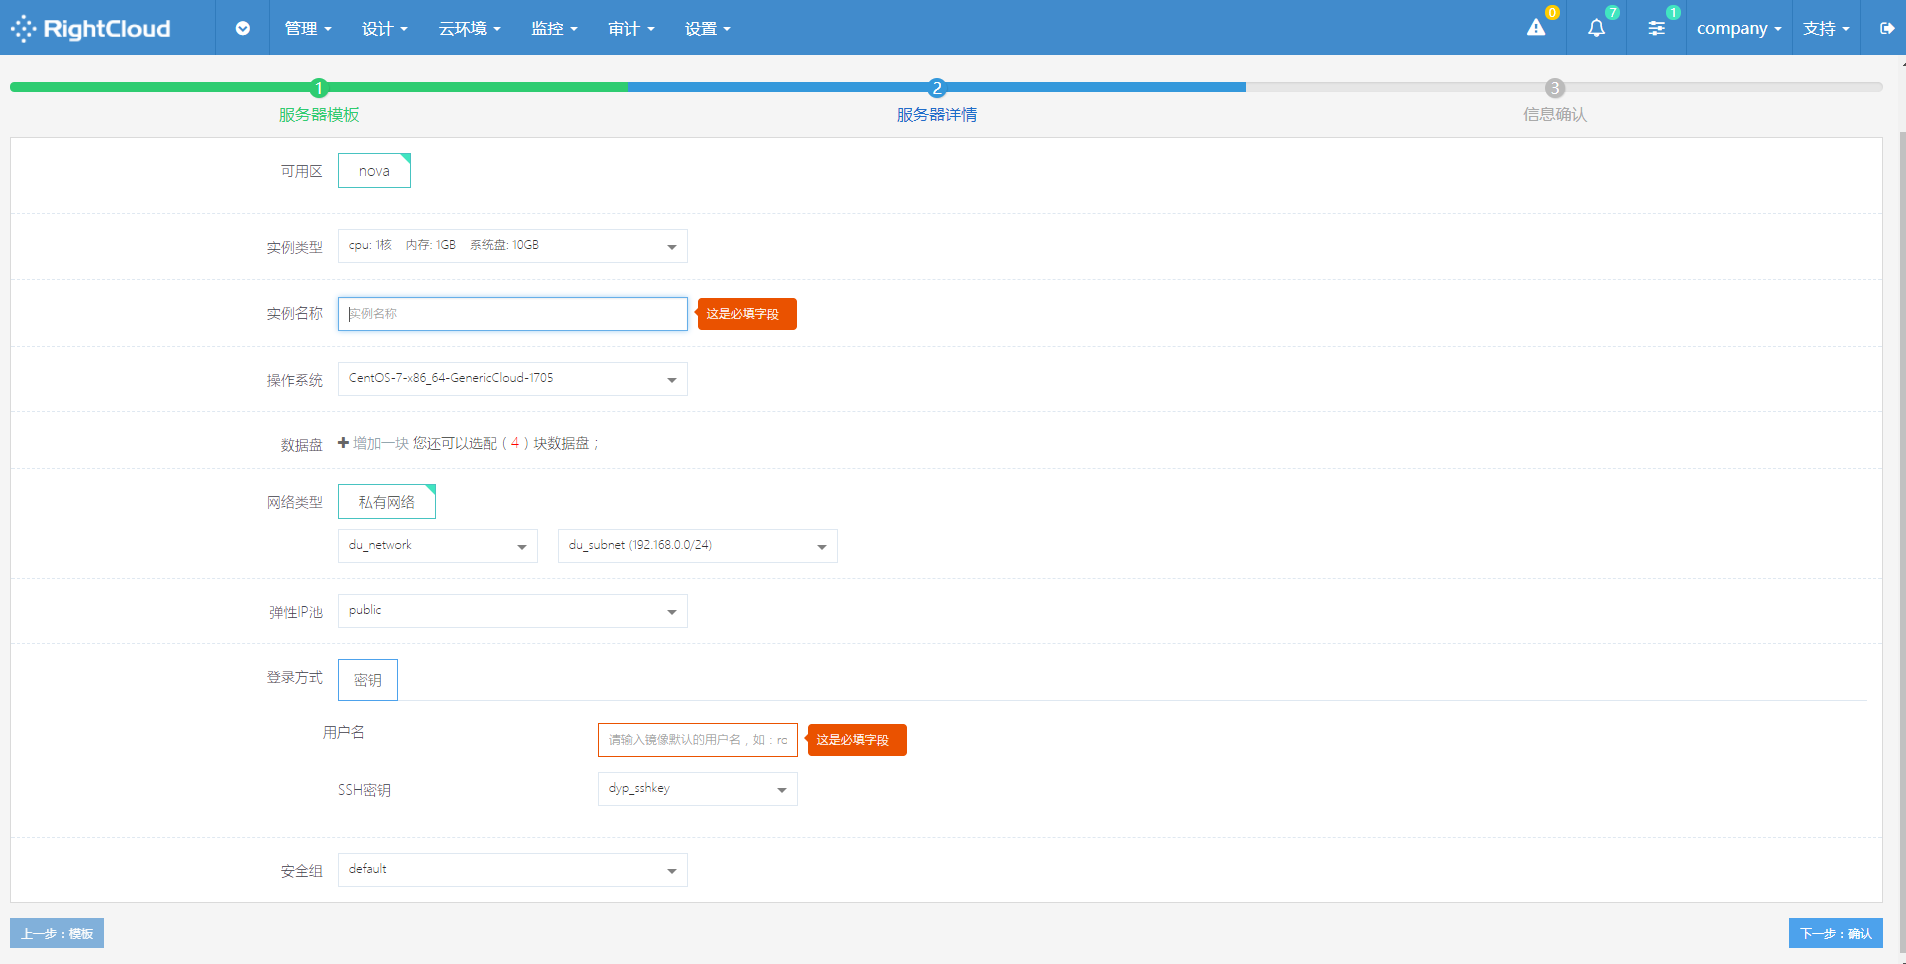 RightCloud 管理 设计 云环境 监控 审计 设置 0 7 1 company 支持
1 2 3
服务器模板 服务器详情 信息确认
可用区 nova
实例类型 cpu: 1核 内存: 1GB 系统盘: 10GB
实例名称 实例名称 这是必填字段
操作系统 CentOS-7-x86_64-GenericCloud-1705
数据盘 增加一块 您还可以选配（4）块数据盘；
网络类型 私有网络
du_network du_subnet (192.168.0.0/24)
弹性IP池 public
登录方式 密钥
用户名 请输入镜像默认的用户名，如：ro 这是必填字段
SSH密钥 dyp_sshkey
安全组 default
上一步：模板 下一步：确认